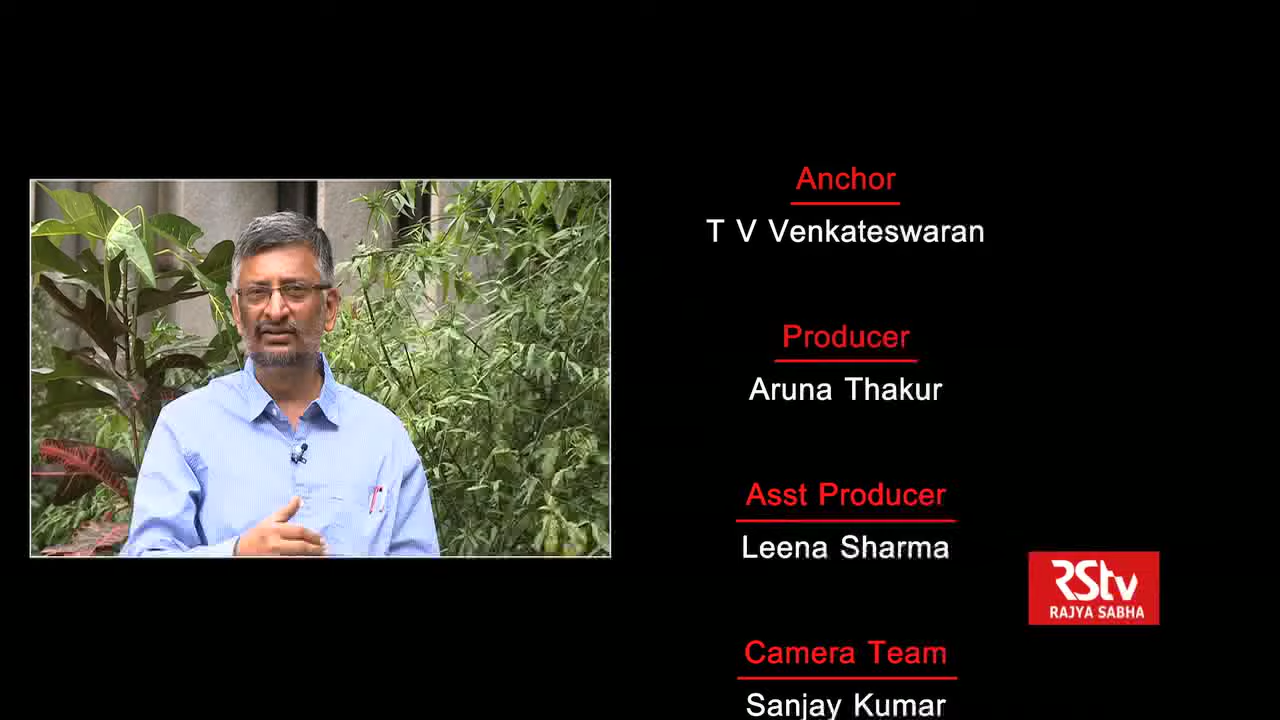 Anchor
T V Venkateswaran
Producer
Aruna Thakur
Asst Producer
Leena Sharma
RStv
RAJYA SABHA
Camera Team
Sanjay Kumar